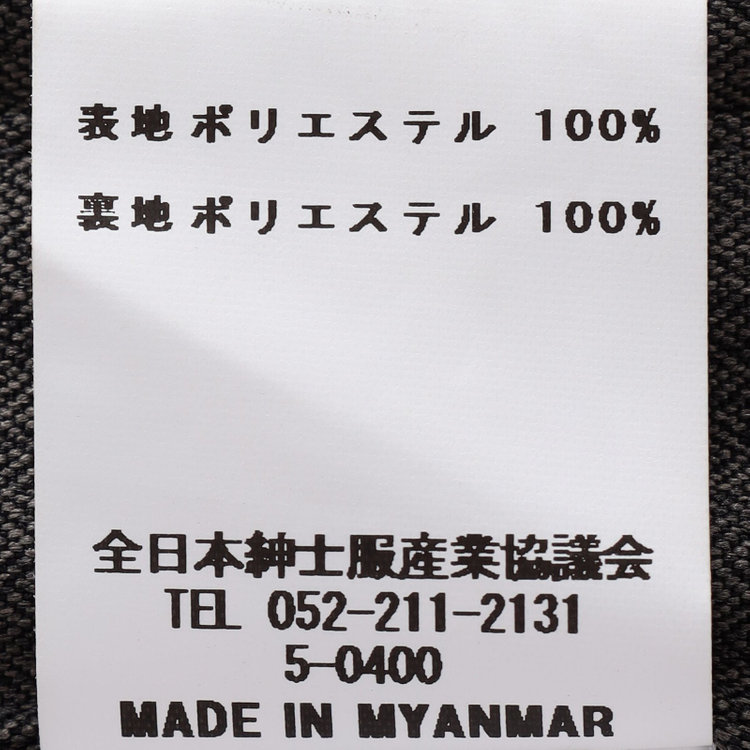 表地 ポリエステル 100%
裏地 ポリエステル 100%
全日本紳士服産業協議会
TEL 052-211-2131
5-0400
MADE IN MYANMAR